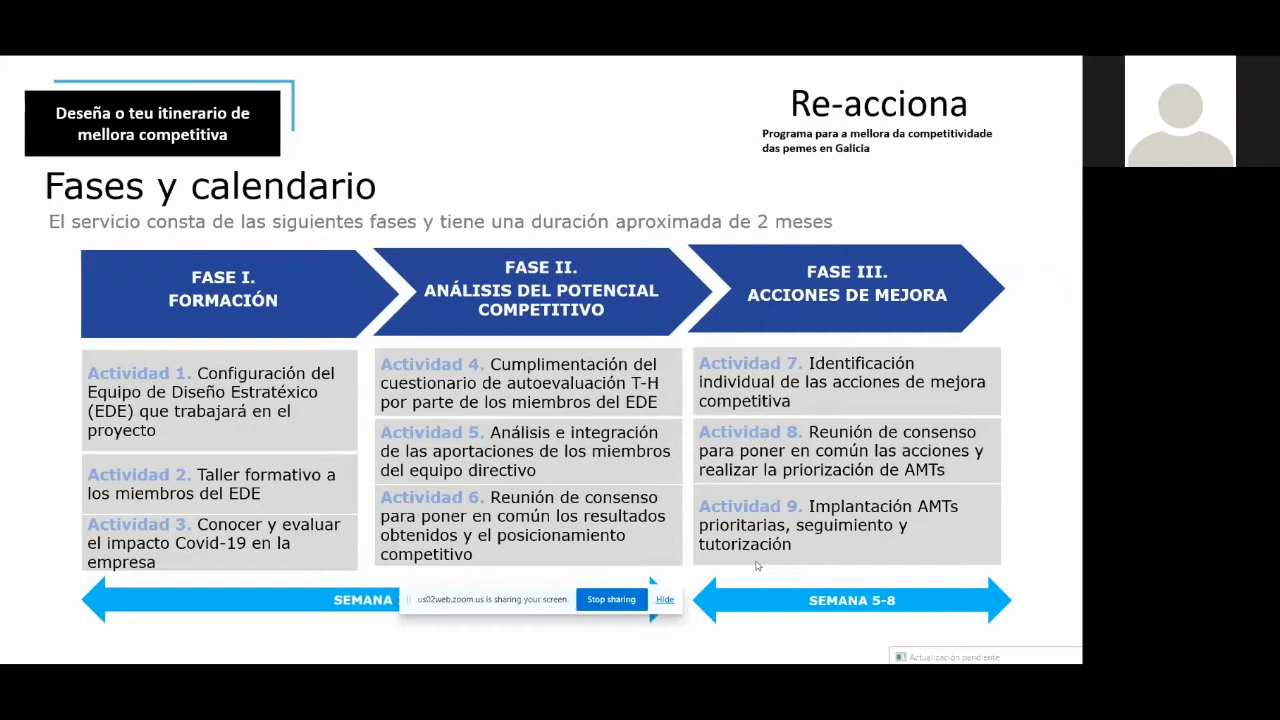 Deseña o teu itinerario de
mellora competitiva
Re-acciona
Programa para a mellora da competitividade
das pemes en Galicia
Fases y calendario
El servicio consta de las siguientes fases y tiene una duración aproximada de 2 meses
FASE I.
FORMACIÓN
FASE II.
ANÁLISIS DEL POTENCIAL
COMPETITIVO
FASE III.
ACCIONES DE MEJORA
Actividad 1. Configuración del
Equipo de Diseño Estratéxico
(EDE) que trabajará en el
proyecto
Actividad 2. Taller formativo a
los miembros del EDE
Actividad 3. Conocer y evaluar
el impacto Covid-19 en la
empresa
Actividad 4. Cumplimentación del
cuestionario de autoevaluación T-H
por parte de los miembros del EDE
Actividad 5. Análisis e integración
de las aportaciones de los miembros
del equipo directivo
Actividad 6. Reunión de consenso
para poner en común los resultados
obtenidos y el posicionamiento
competitivo
Actividad 7. Identificación
individual de las acciones de mejora
competitiva
Actividad 8. Reunión de consenso
para poner en común las acciones y
realizar la priorización de AMTs
Actividad 9. Implantación AMTs
prioritarias, seguimiento y
tutorización
SEMANA
us02web.zoom.us is sharing your screen.
Stop sharing
Hide
SEMANA 5-8
Actualización pendiente